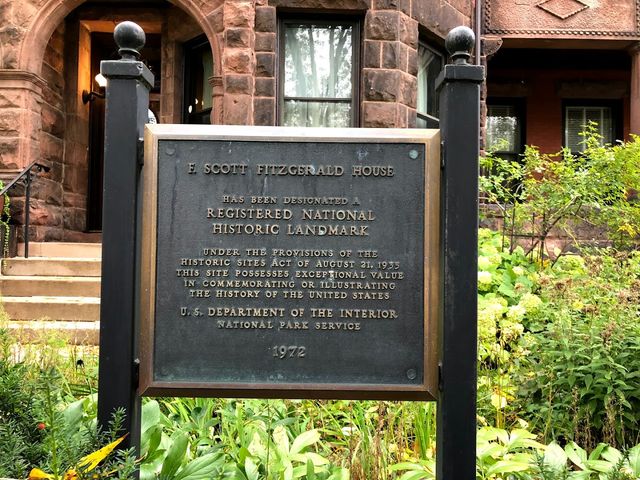 F. SCOTT FITZGERALD HOUSE
HAS BEEN DESIGNATED A
REGISTERED NATIONAL
HISTORIC LANDMARK
UNDER THE PROVISIONS OF THE
HISTORIC SITES ACT OF AUGUST 21, 1935
THIS SITE POSSESSES EXCEPTIONAL VALUE
IN COMMEMORATING OR ILLUSTRATING
THE HISTORY OF THE UNITED STATES
U. S. DEPARTMENT OF THE INTERIOR
NATIONAL PARK SERVICE
1972